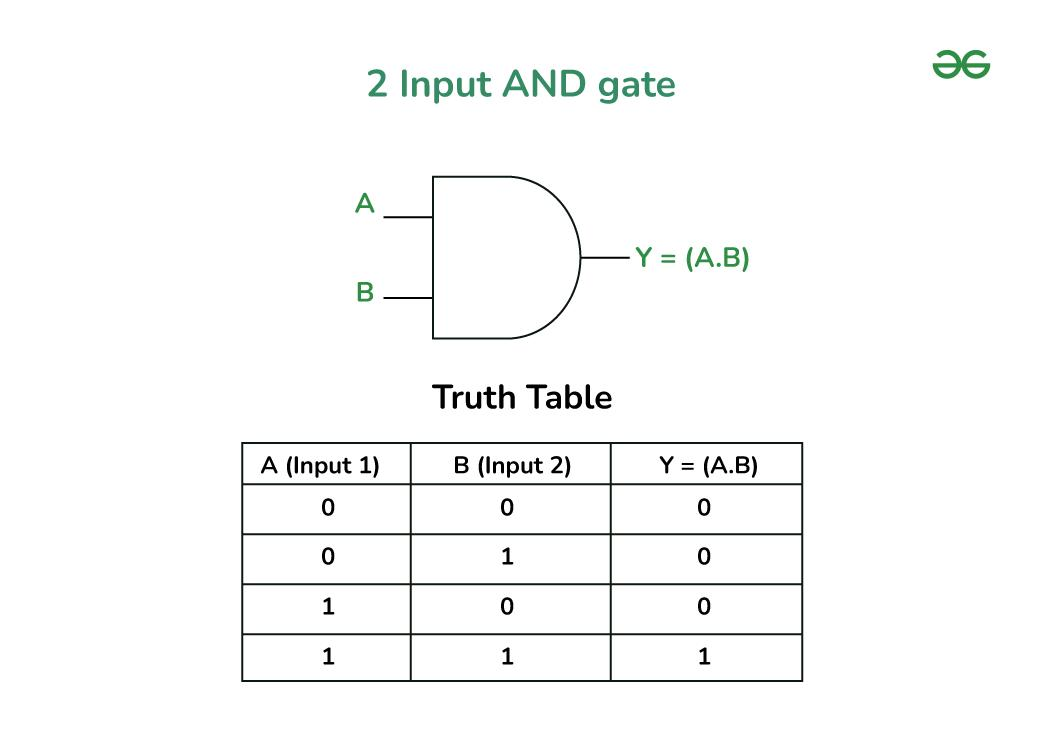 2 Input AND gate
A
B
Y = (A.B)
Truth Table
A (Input 1) B (Input 2) Y = (A.B)
0 0 0
0 1 0
1 0 0
1 1 1